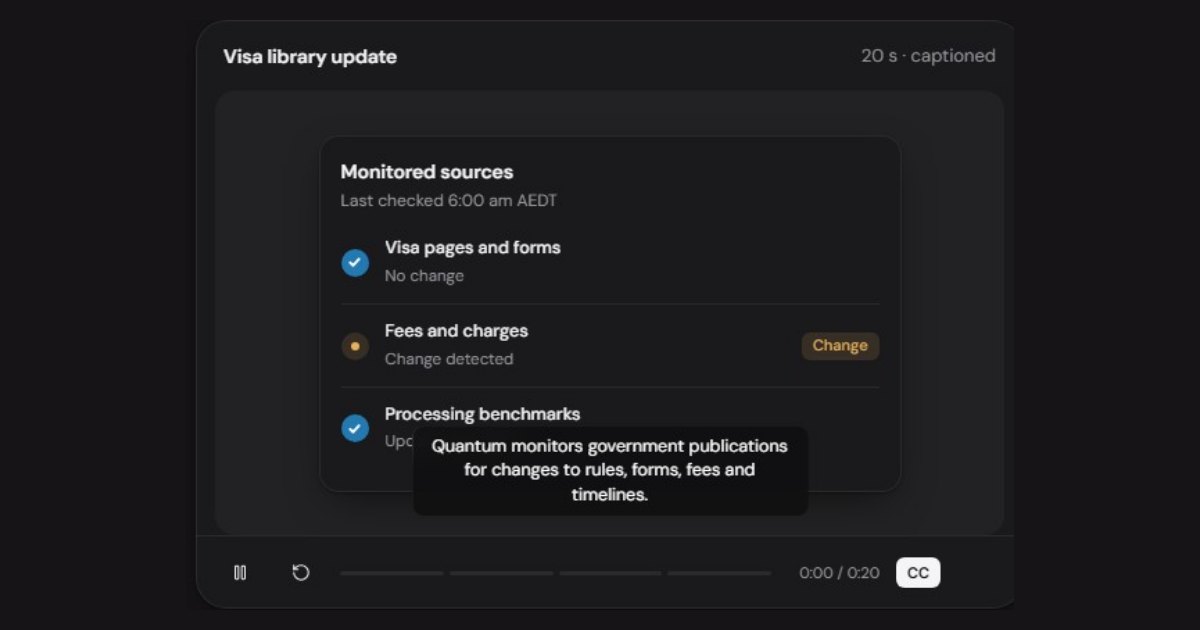 Visa library update
20 s · captioned
Monitored sources
Last checked 6:00 am AEDT
Visa pages and forms
No change
Fees and charges
Change detected
Change
Processing benchmarks
Quantum monitors government publications
for changes to rules, forms, fees and
timelines.
0:00 / 0:20
CC